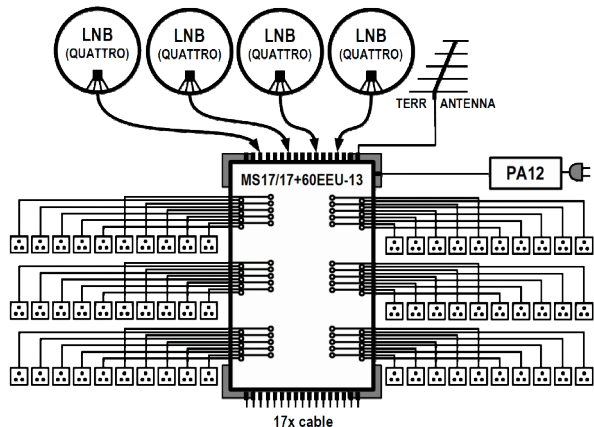 LNB
(QUATTRO)
LNB
(QUATTRO)
LNB
(QUATTRO)
LNB
(QUATTRO)
TERR ANTENNA
MS17/17+60EEU-13
PA12
17x cable